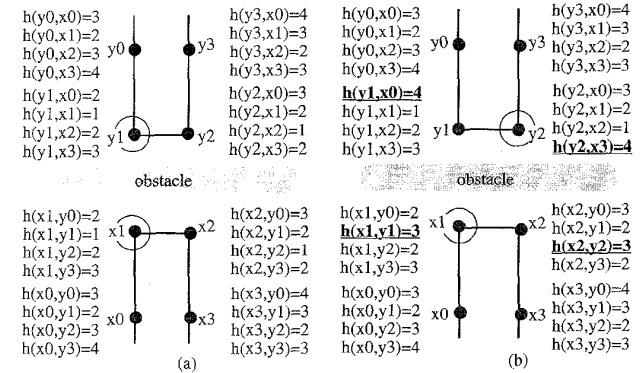 h(y0,x0)=3
h(y0,x1)=2
h(y0,x2)=3
h(y0,x3)=4
y0
y3
h(y3,x0)=4
h(y3,x1)=3
h(y3,x2)=2
h(y3,x3)=3
h(y1,x0)=2
h(y1,x1)=1
h(y1,x2)=2
h(y1,x3)=3
y1
y2
h(y2,x0)=3
h(y2,x1)=2
h(y2,x2)=1
h(y2,x3)=2
obstacle
h(x1,y0)=2
h(x1,y1)=1
h(x1,y2)=2
h(x1,y3)=3
x1
x2
h(x2,y0)=3
h(x2,y1)=2
h(x2,y2)=1
h(x2,y3)=2
h(x0,y0)=3
h(x0,y1)=2
h(x0,y2)=3
h(x0,y3)=4
x0
x3
h(x3,y0)=4
h(x3,y1)=3
h(x3,y2)=2
h(x3,y3)=3
(a)
h(y0,x0)=3
h(y0,x1)=2
h(y0,x2)=3
h(y0,x3)=4
y0
y3
h(y3,x0)=4
h(y3,x1)=3
h(y3,x2)=2
h(y3,x3)=3
h(y1,x0)=4
h(y1,x1)=1
h(y1,x2)=2
h(y1,x3)=3
y1
y2
h(y2,x0)=3
h(y2,x1)=2
h(y2,x2)=1
h(y2,x3)=4
obstacle
h(x1,y0)=2
h(x1,y1)=3
h(x1,y2)=2
h(x1,y3)=3
x1
x2
h(x2,y0)=3
h(x2,y1)=2
h(x2,y2)=3
h(x2,y3)=2
h(x0,y0)=3
h(x0,y1)=2
h(x0,y2)=3
h(x0,y3)=4
x0
x3
h(x3,y0)=4
h(x3,y1)=3
h(x3,y2)=2
h(x3,y3)=3
(b)